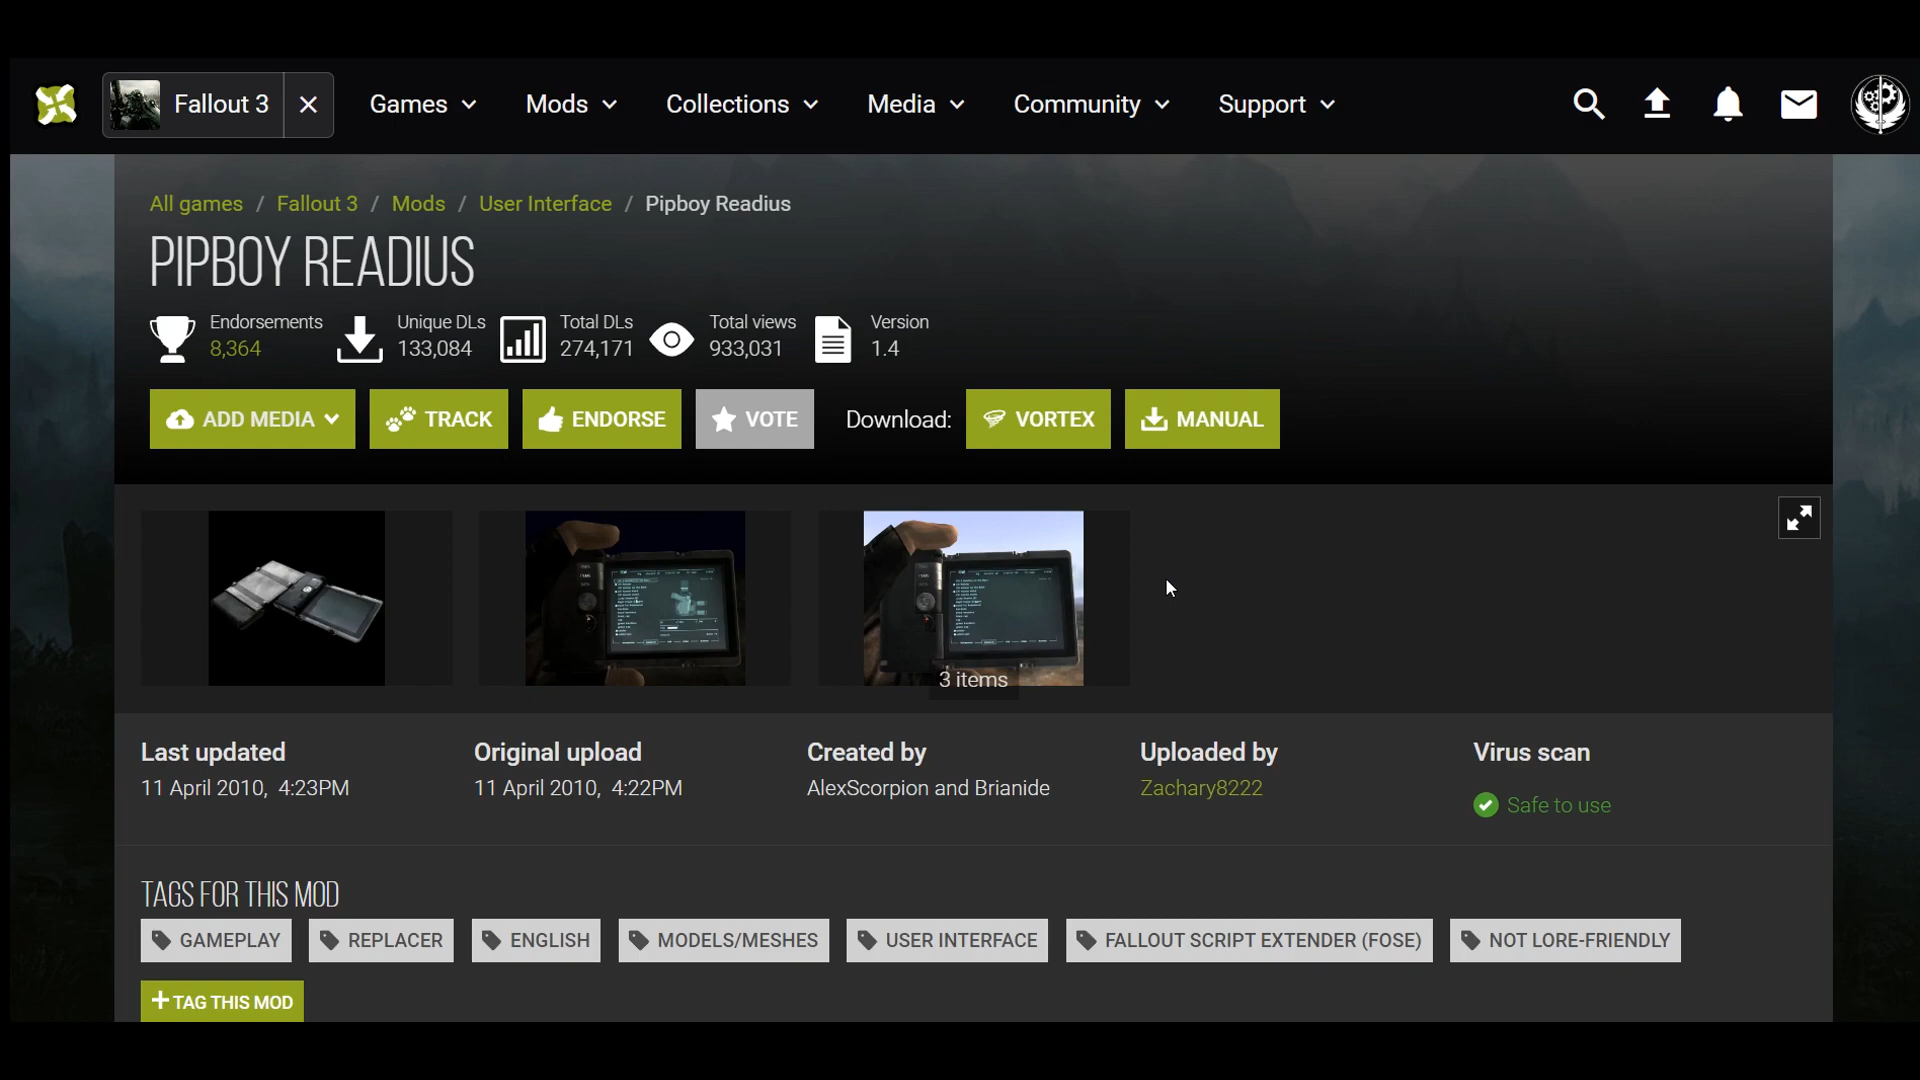 Fallout 3 Games Mods Collections Media Community Support
All games / Fallout 3 / Mods / User Interface / Pipboy Readius
PIPBOY READIUS
Endorsements Unique DLs Total DLs Total views Version
8,364 133,084 274,171 933,031 1.4
ADD MEDIA TRACK ENDORSE VOTE Download: VORTEX MANUAL
3 items
Last updated Original upload Created by Uploaded by Virus scan
11 April 2010, 4:23PM 11 April 2010, 4:22PM AlexScorpion and Brianide Zachary8222 Safe to use
TAGS FOR THIS MOD
GAMEPLAY REPLACER ENGLISH MODELS/MESHES USER INTERFACE FALLOUT SCRIPT EXTENDER (FOSE) NOT LORE-FRIENDLY
+ TAG THIS MOD